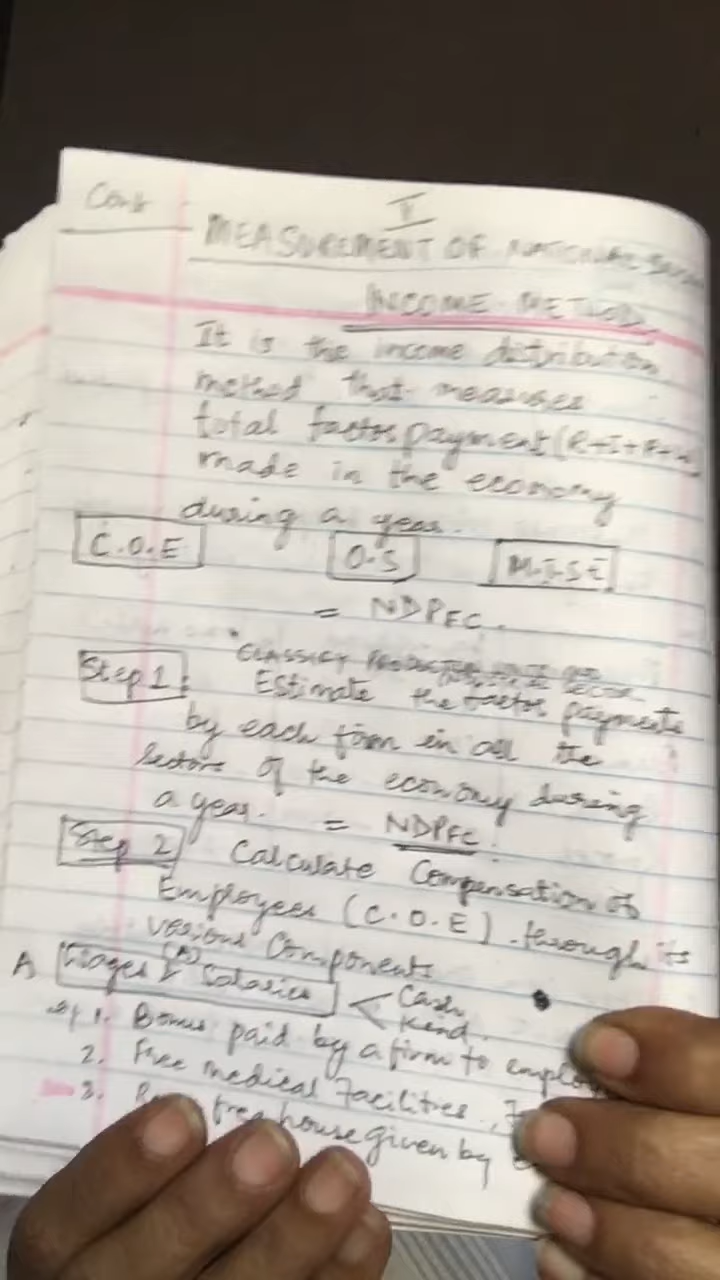 Cont
II
MEASUREMENT OF NATIONAL
INCOME METHOD
It is the income distribution
method that measures
total factor payment (R+I+P+W)
made in the economy
during a year.
C.O.E O.S M.I.S.E
= NDPFC.
CLASSIFY
Step 1: Estimate the factor payments
by each firm in all the
sectors of the economy during
a year. = NDPFC.
Step 2 Calculate Compensation of
Employees (C.O.E) through its
various Components
A Wages & Salaries (A) < Cash
Kind.
eg 1. Bonus paid by a firm to
2. Free medical facilities.,
3. free house given by